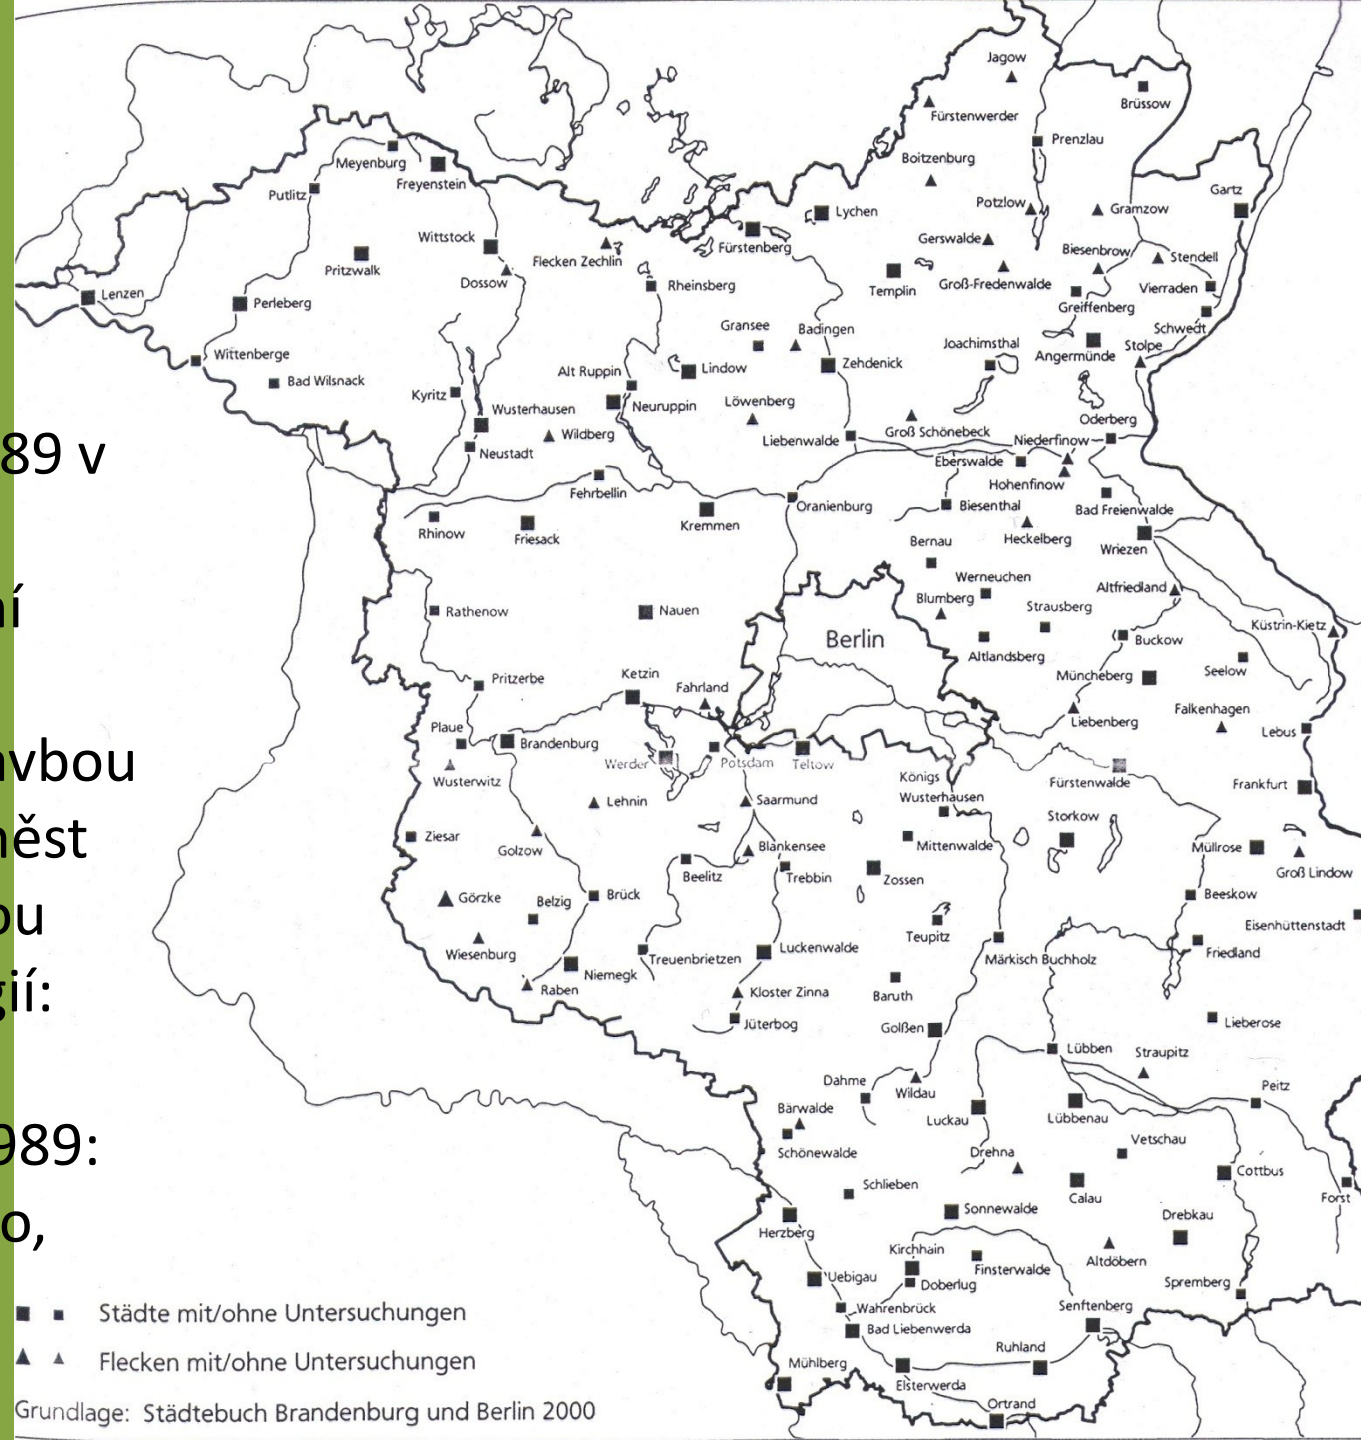 Jagow
Brüssow
Fürstenwerder
Prenzlau
Meyenburg
Boitzenburg
Freyenstein
Putlitz
Gartz
Potzlow
Gramzow
Lychen
Wittstock
Gerswalde
Fürstenberg
Biesenbrow
Flecken Zechlin
Stendell
Pritzwalk
Dossow
Rheinsberg
Templin
Groß-Fredenwalde
Vierraden
Lenzen
Perleberg
Greiffenberg
Gransee
Badingen
Schwedt
Joachimsthal
Angermünde
Stolpe
Wittenberge
Zehdenick
Alt Ruppin
Lindow
Bad Wilsnack
Kyritz
Löwenberg
Neuruppin
Wusterhausen
Oderberg
Wildberg
Liebenwalde
Groß Schönebeck
Niederfinow
89 v
Neustadt
Eberswalde
Hohenfinow
Fehrbellin
Oranienburg
Biesenthal
Bad Freienwalde
Kremmen
Rhinow
Friesack
Heckelberg
Bernau
Wriezen
Werneuchen
Altfriedland
Blumberg
ní
Rathenow
Nauen
Strausberg
Küstrin-Kietz
Berlin
Buckow
Altlandsberg
Seelow
Ketzin
Müncheberg
Pritzerbe
Fahrland
Falkenhagen
Liebenberg
Plaue
Lebus
Brandenburg
avbou
Werder
Potsdam
Teltow
Wusterwitz
Königs
Wusterhausen
Fürstenwalde
Frankfurt
Lehnin
Saarmund
Storkow
Ziesar
Golzow
Blankensee
Mittenwalde
Müllrose
něst
Beelitz
Trebbin
Zossen
Groß Lindow
Görzke
Belzig
Brück
Beeskow
ou
Eisenhüttenstadt
Teupitz
Wiesenburg
Luckenwalde
Treuenbrietzen
Märkisch Buchholz
Friedland
Niemegk
Raben
Kloster Zinna
Baruth
gií:
Jüterbog
Golßen
Lieberose
Lübben
Straupitz
Dahme
Wildau
Peitz
Bärwalde
Luckau
Lübbenau
989:
Schönewalde
Drehna
Vetschau
Cottbus
Schlieben
Calau
Forst
o,
Herzberg
Sonnewalde
Drebkau
Kirchhain
Finsterwalde
Altdöbern
Uebigau
Doberlug
Spremberg
Wahrenbrück
Senftenberg
Städte mit/ohne Untersuchungen
Bad Liebenwerda
Ruhland
Flecken mit/ohne Untersuchungen
Mühlberg
Elsterwerda
Ortrand
Grundlage: Städtebuch Brandenburg und Berlin 2000